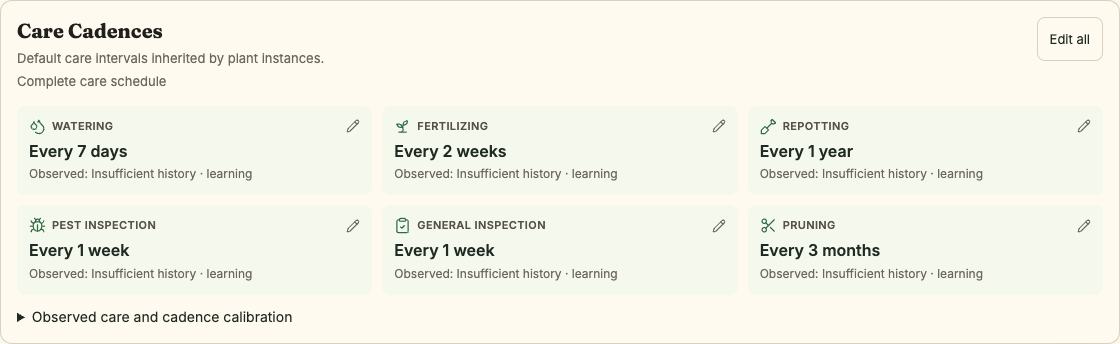 Care Cadences
Default care intervals inherited by plant instances.
Complete care schedule
Edit all
WATERING
Every 7 days
Observed: Insufficient history · learning
FERTILIZING
Every 2 weeks
Observed: Insufficient history · learning
REPOTTING
Every 1 year
Observed: Insufficient history · learning
PEST INSPECTION
Every 1 week
Observed: Insufficient history · learning
GENERAL INSPECTION
Every 1 week
Observed: Insufficient history · learning
PRUNING
Every 3 months
Observed: Insufficient history · learning
Observed care and cadence calibration